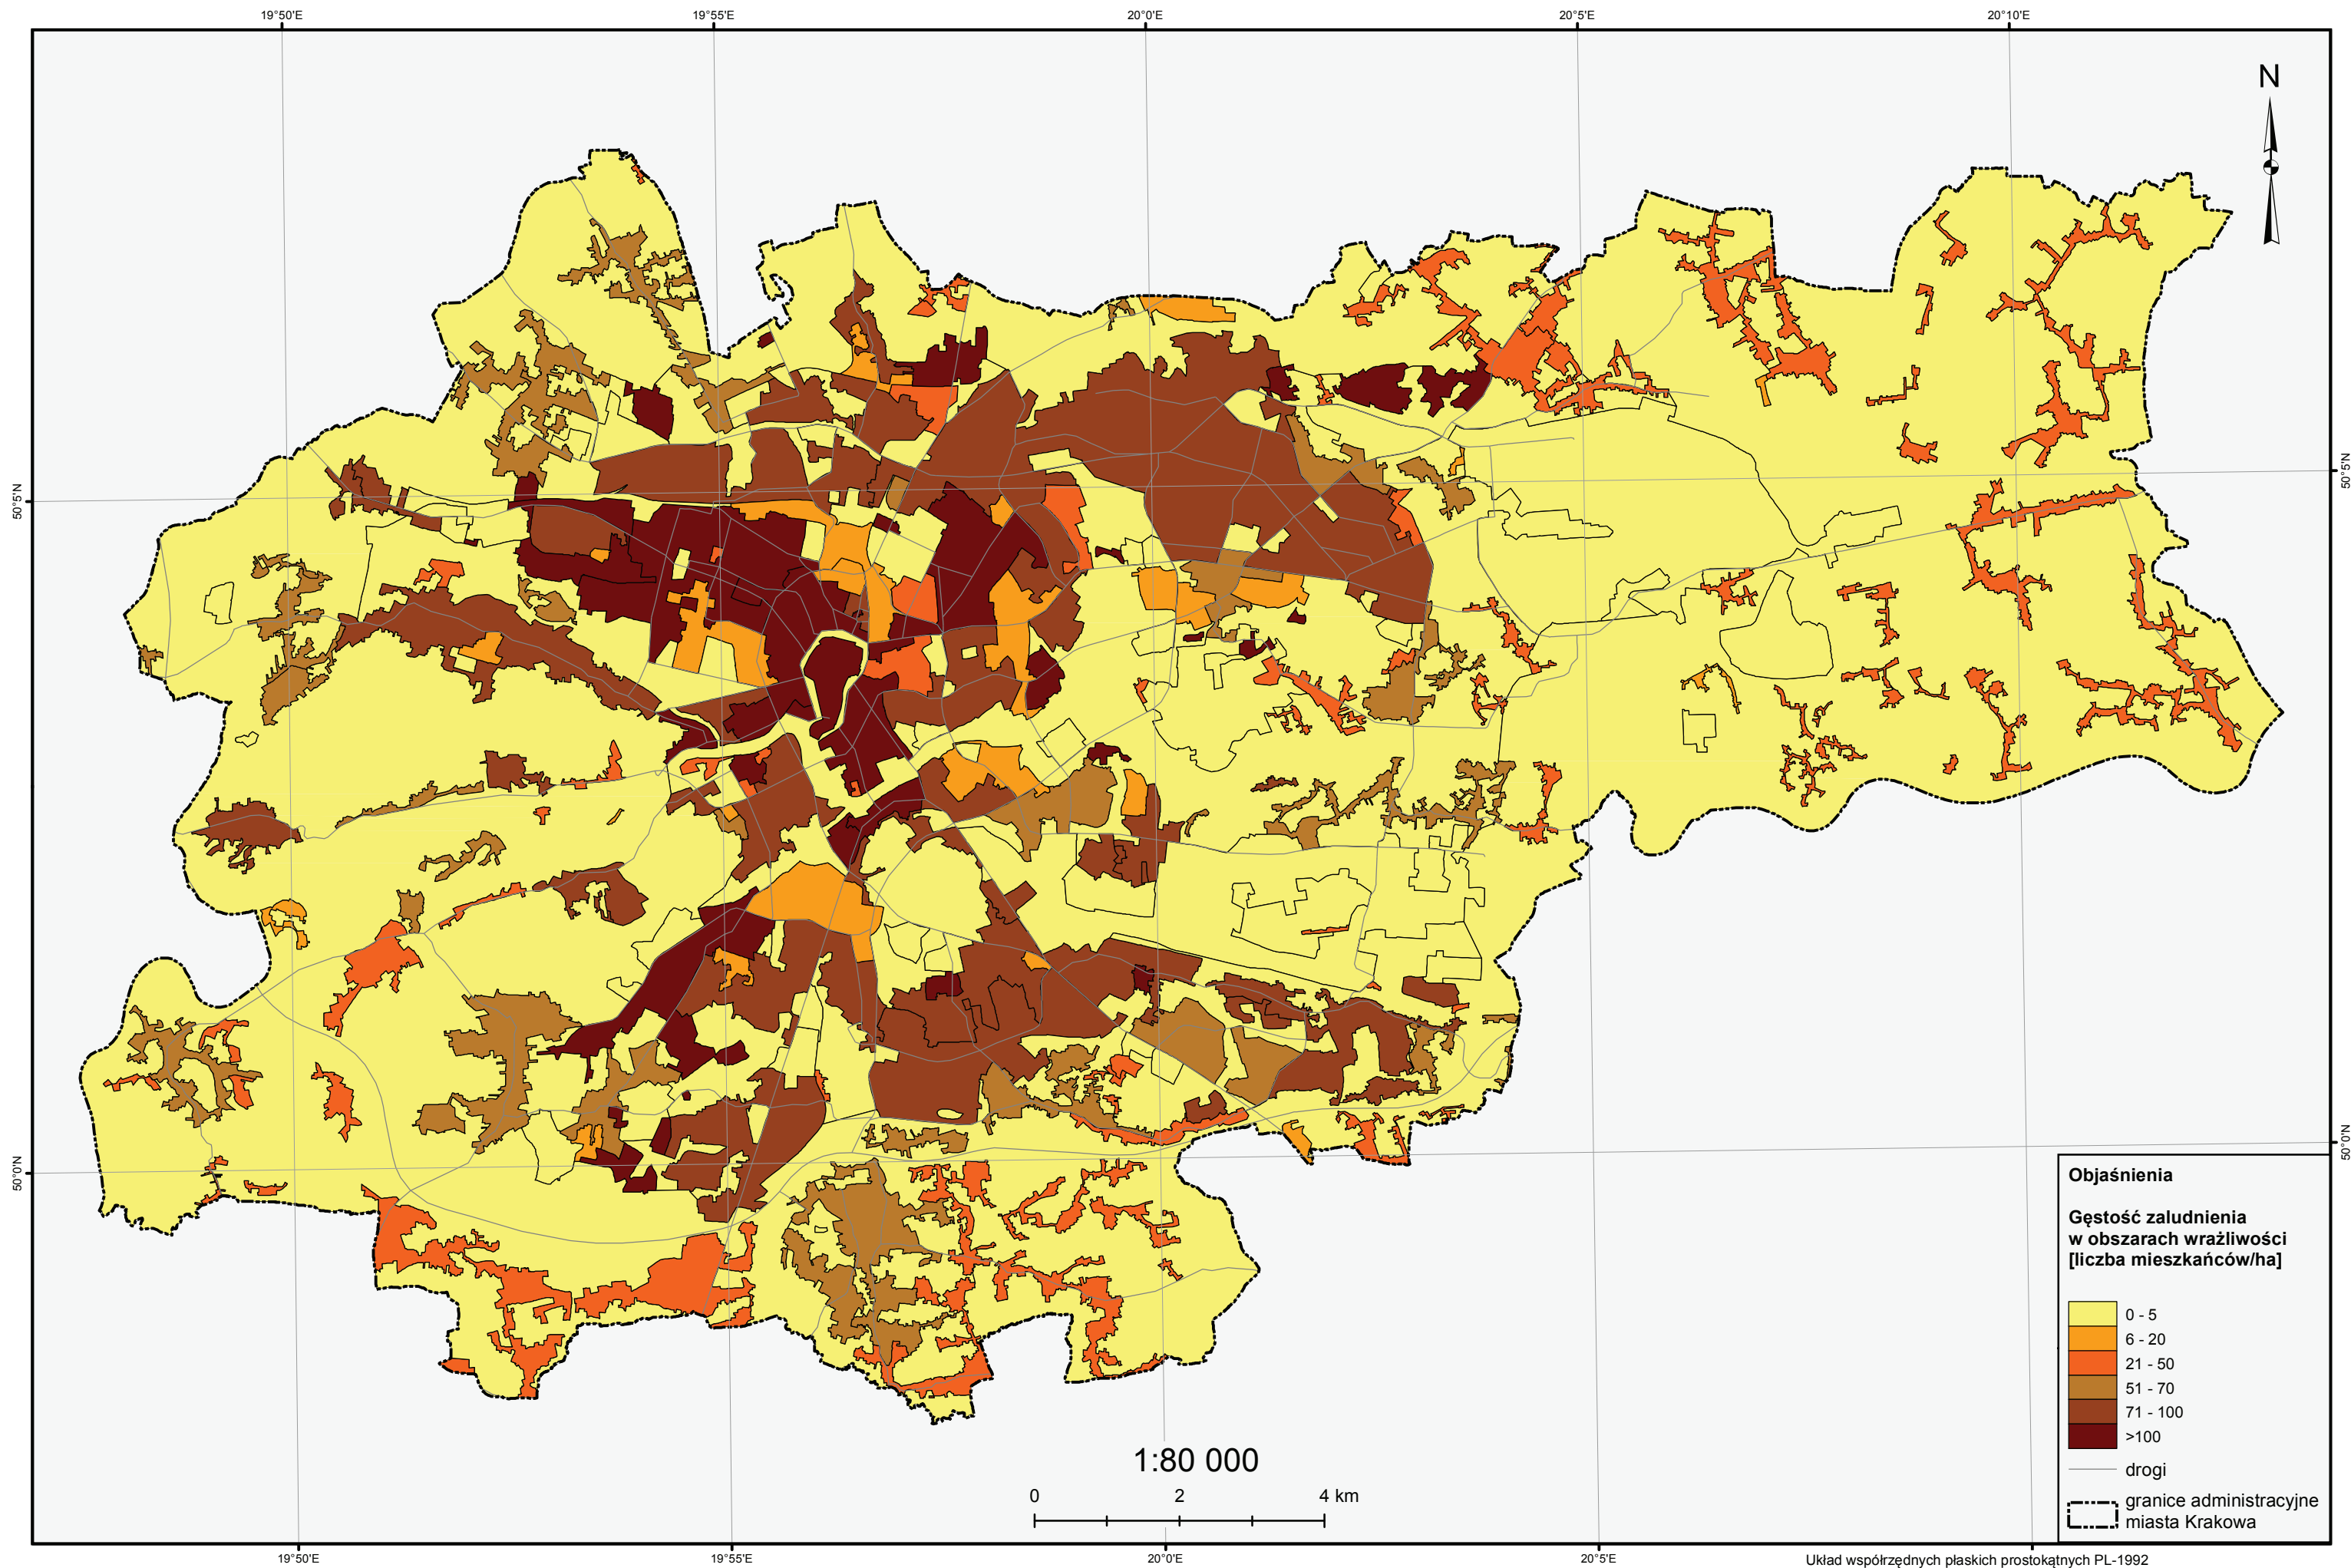 19°50'E 19°55'E 20°0'E 20°5'E 20°10'E
N
50°5'N 50°5'N
50°0'N 50°0'N
Objaśnienia
Gęstość zaludnienia
w obszarach wrażliwości
[liczba mieszkańców/ha]
0 - 5
6 - 20
21 - 50
51 - 70
71 - 100
>100
drogi
granice administracyjne
miasta Krakowa
1:80 000
0 2 4 km
19°50'E 19°55'E 20°0'E 20°5'E
Układ współrzędnych płaskich prostokątnych PL-1992